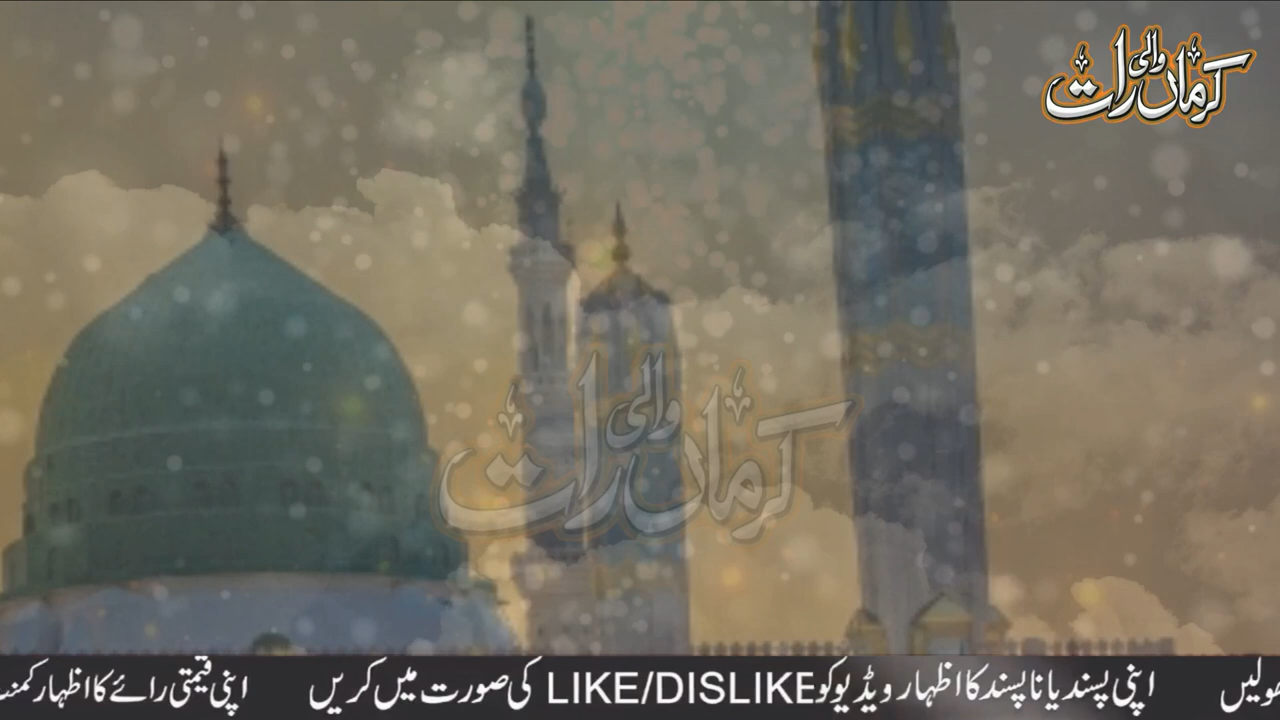 کرماں والی رات
کرماں والی رات
اپنی پسند یا ناپسند کا اظہار ویڈیو کو LIKE/DISLIKE کی صورت میں کریں اپنی قیمتی رائے کا اظہار